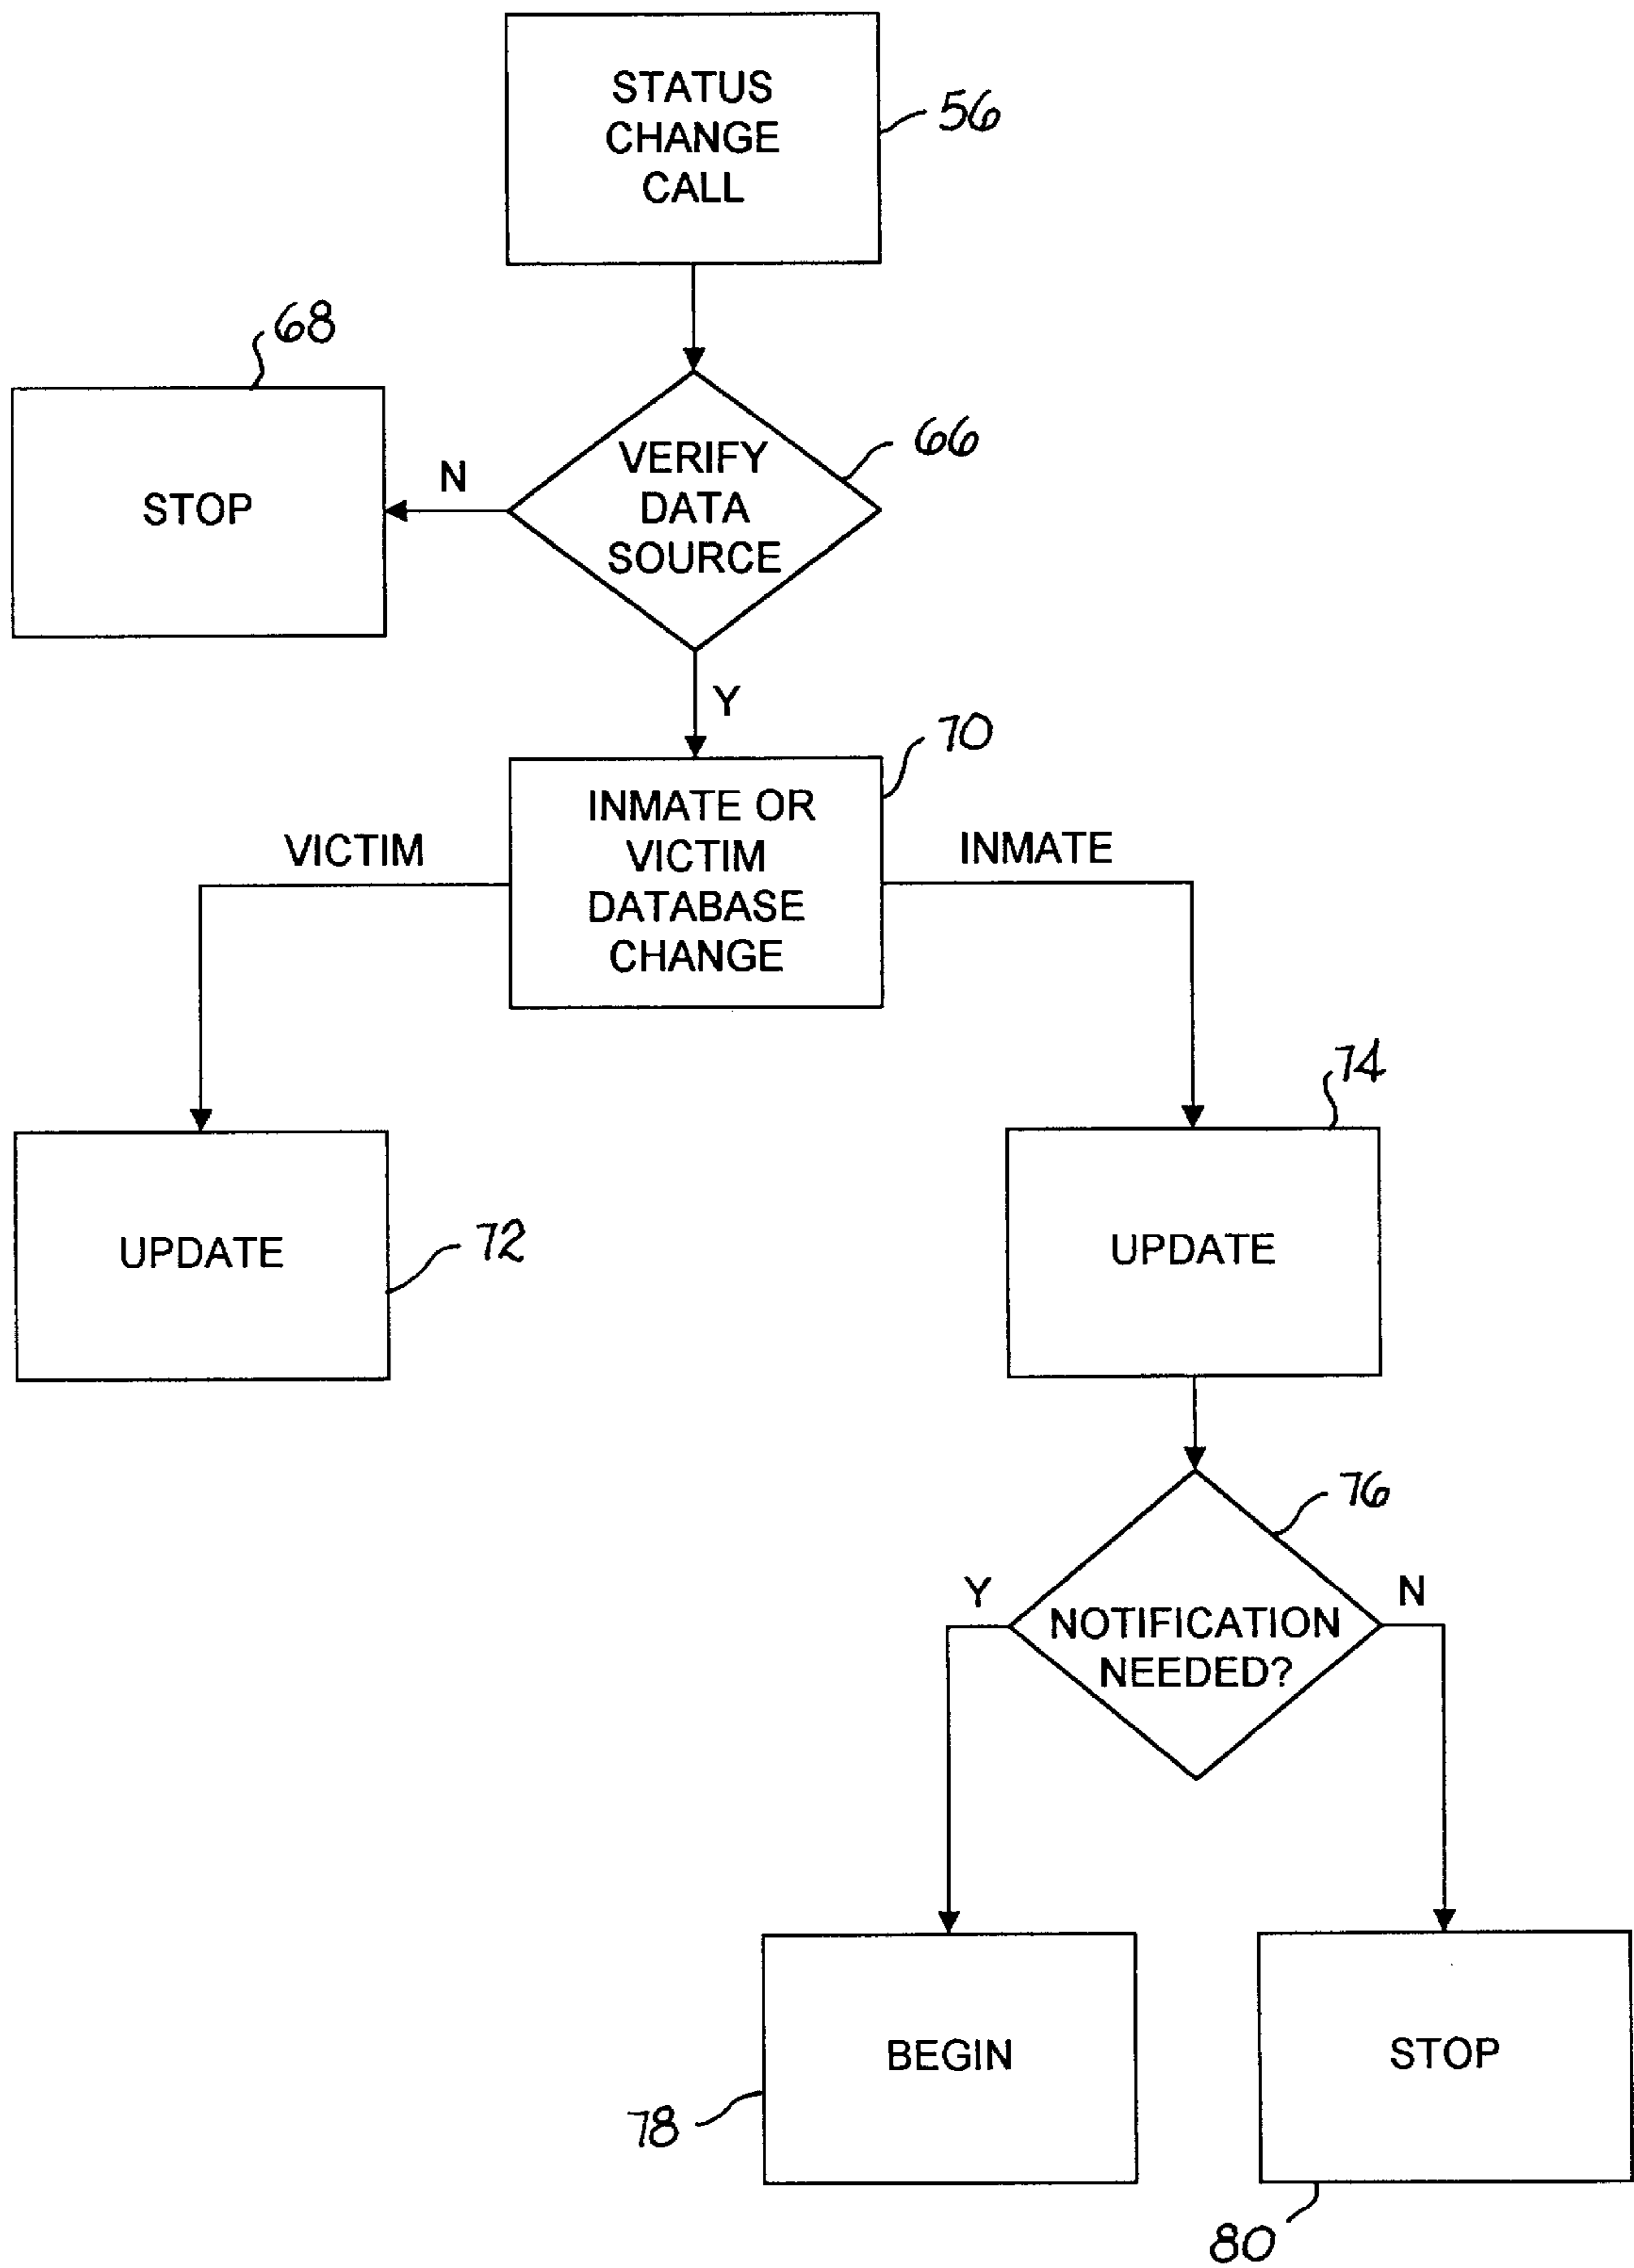 STATUS
CHANGE
CALL
56
68
STOP
N
VERIFY
DATA
SOURCE
66
Y
70
INMATE OR
VICTIM
DATABASE
CHANGE
VICTIM
INMATE
74
UPDATE
72
UPDATE
76
Y
N
NOTIFICATION
NEEDED?
BEGIN
78
STOP
80